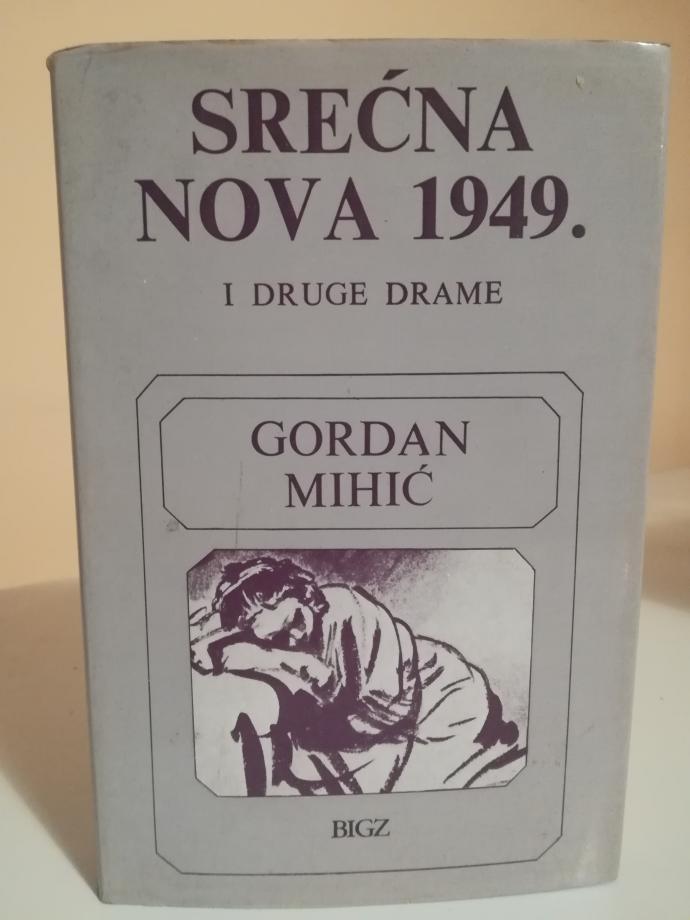 SREĆNA
NOVA 1949.
I DRUGE DRAME
GORDAN
MIHIĆ
BIGZ